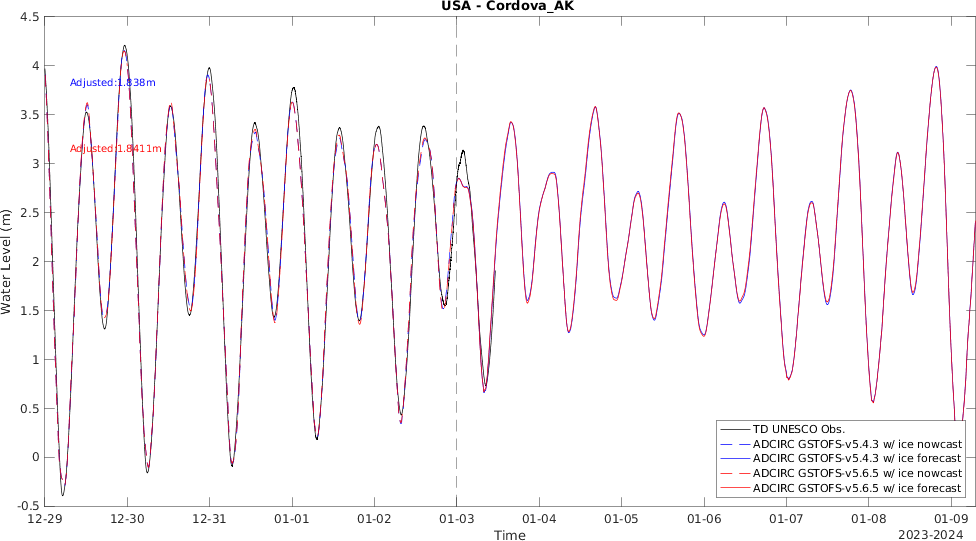 USA - Cordova_AK
4.5
4
3.5
3
2.5
2
1.5
1
0.5
0
-0.5
Water Level (m)
Adjusted:1.838m
Adjusted:1.8411m
TD UNESCO Obs.
ADCIRC GSTOFS-v5.4.3 w/ ice nowcast
ADCIRC GSTOFS-v5.4.3 w/ ice forecast
ADCIRC GSTOFS-v5.6.5 w/ ice nowcast
ADCIRC GSTOFS-v5.6.5 w/ ice forecast
12-29 12-30 12-31 01-01 01-02 01-03 01-04 01-05 01-06 01-07 01-08 01-09
Time
2023-2024